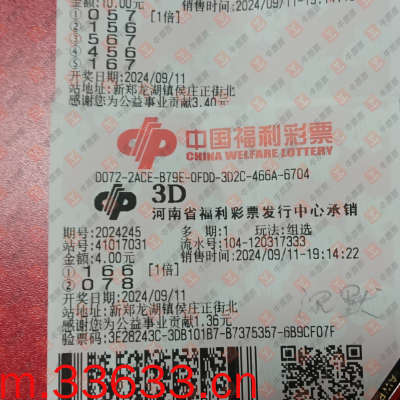 金额:10.00元 销售时间:2024/09/11-19:14:18
① 057 [1倍]
② 156
③ 567
④ 456
⑤ 167
开奖日期:2024/09/11
站地址:新郑龙湖镇侯庄正街北
感谢您为公益事业贡献3.40元
中国福利彩票
CHINA WELFARE LOTTERY
0072-2ACE-B79E-0FDD-3D2C-466A-6704
3D
河南省福利彩票发行中心承销
期号:2024245 多 期:1 玩法:组选
站号:41017031 流水号:104-120317333
金额:4.00元 销售时间:2024/09/11-19:14:22
① 166 [1倍]
② 078
开奖日期:2024/09/11
站地址:新郑龙湖镇侯庄正街北
感谢您为公益事业贡献1.36元
验票码:3E28243C-3DB101B7-B7375357-6B9CF07F
m.33633.cn